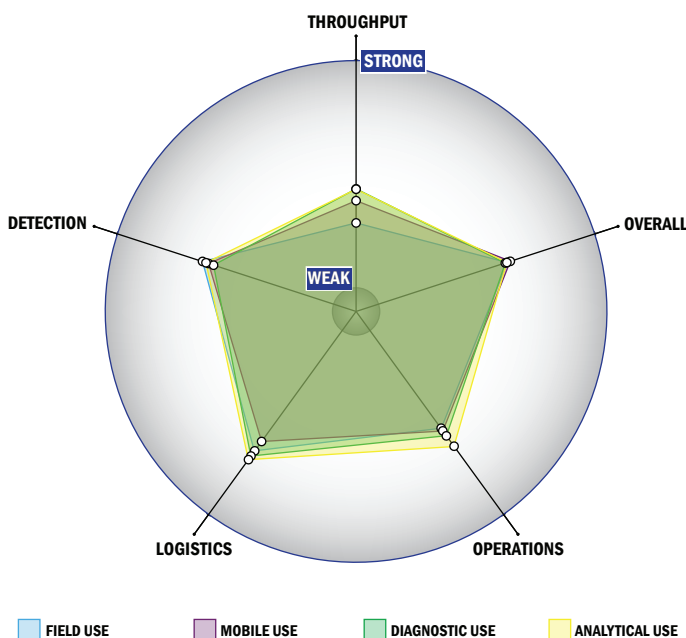 THROUGHPUT
STRONG
DETECTION
OVERALL
WEAK
LOGISTICS
OPERATIONS
FIELD USE
MOBILE USE
DIAGNOSTIC USE
ANALYTICAL USE